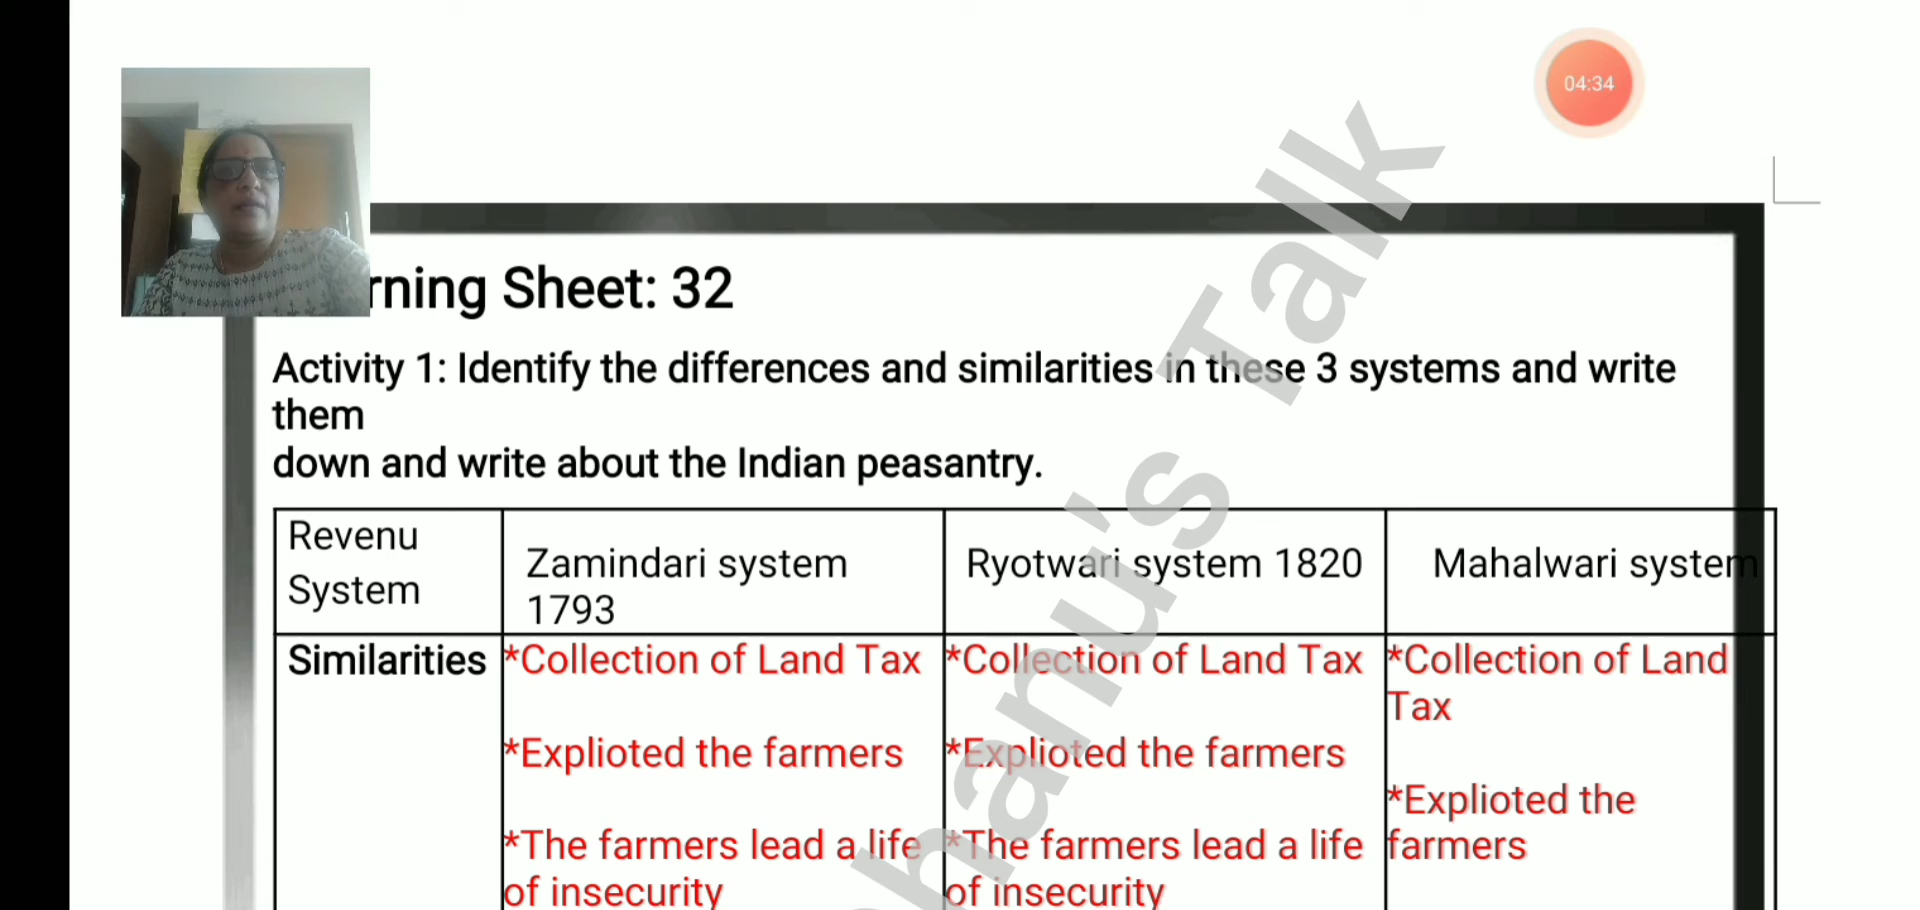 04:34
rning Sheet: 32
Activity 1: Identify the differences and similarities in these 3 systems and write
them
down and write about the Indian peasantry.
Revenu
System
Zamindari system
1793
Ryotwari system 1820
Mahalwari system
Similarities
*Collection of Land Tax
*Explioted the farmers
*The farmers lead a life
of insecurity
*Collection of Land Tax
*Explioted the farmers
*The farmers lead a life
of insecurity
*Collection of Land
Tax
*Explioted the
farmers
hanu's Talk